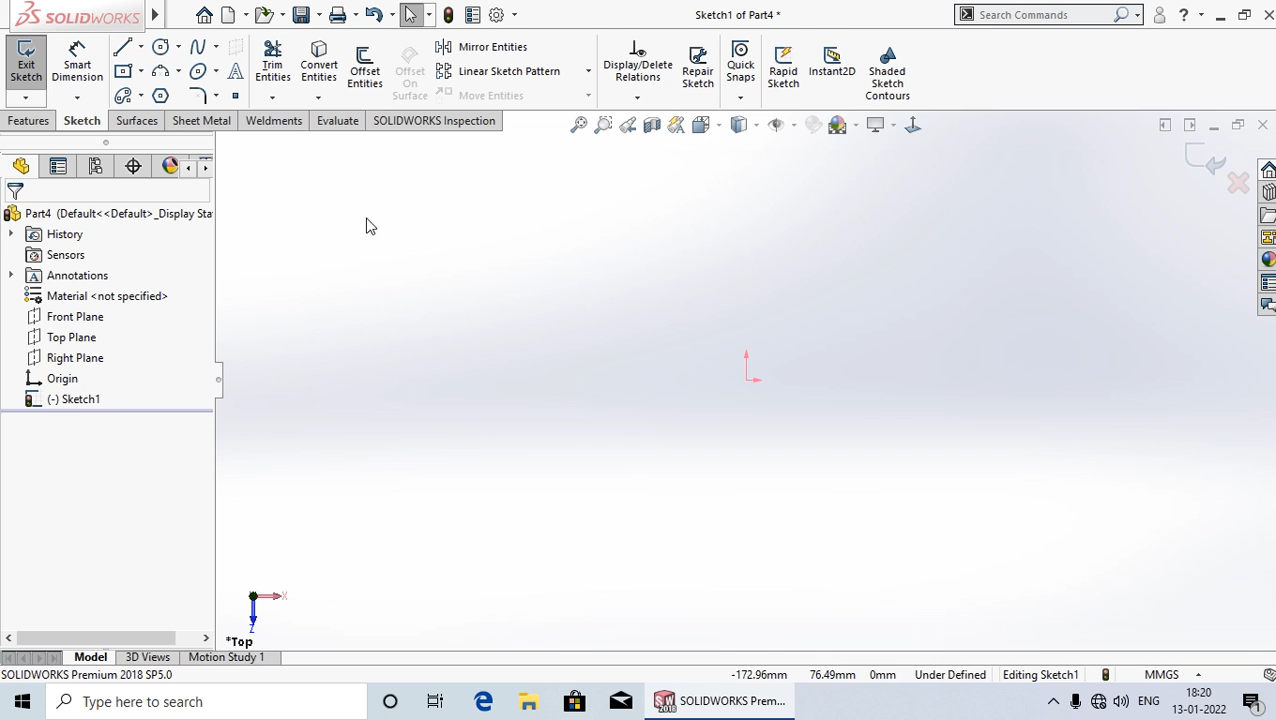 SOLIDWORKS
Sketch1 of Part4 *
Search Commands
Exit Sketch
Smart Dimension
Trim Entities
Convert Entities
Offset Entities
Offset On Surface
Mirror Entities
Linear Sketch Pattern
Move Entities
Display/Delete Relations
Repair Sketch
Quick Snaps
Rapid Sketch
Instant2D
Shaded Sketch Contours
Features
Sketch
Surfaces
Sheet Metal
Weldments
Evaluate
SOLIDWORKS Inspection
Part4 (Default<<Default>_Display Sta
History
Sensors
Annotations
Material <not specified>
Front Plane
Top Plane
Right Plane
Origin
(-) Sketch1
X
Z
*Top
Model
3D Views
Motion Study 1
SOLIDWORKS Premium 2018 SP5.0
-172.96mm
76.49mm
0mm
Under Defined
Editing Sketch1
MMGS
Type here to search
SOLIDWORKS Prem...
ENG
18:20
13-01-2022